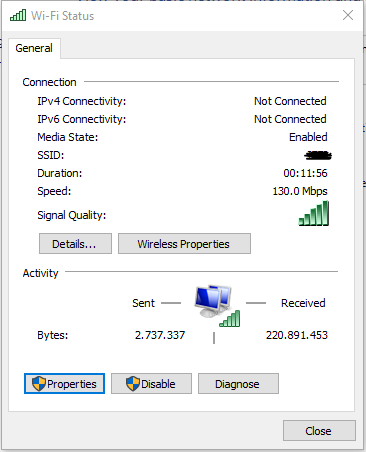 Wi-Fi Status
General
Connection
IPv4 Connectivity: Not Connected
IPv6 Connectivity: Not Connected
Media State: Enabled
SSID:
Duration: 00:11:56
Speed: 130.0 Mbps
Signal Quality:
Details... Wireless Properties
Activity
Sent Received
Bytes: 2.737.337 220.891.453
Properties Disable Diagnose
Close